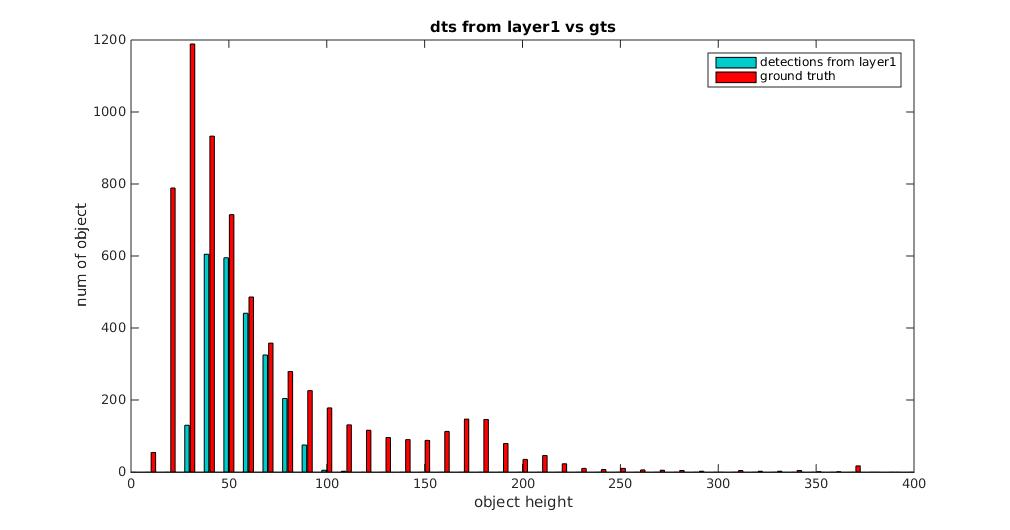 dts from layer1 vs gts
detections from layer1
ground truth
num of object
1200
1000
800
600
400
200
0
0 50 100 150 200 250 300 350 400
object height